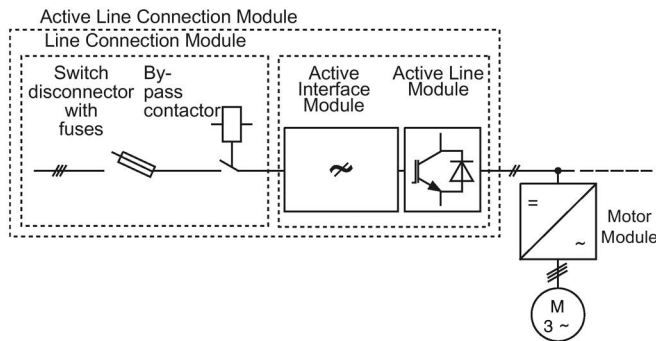 Active Line Connection Module
Line Connection Module
Switch
disconnector
with
fuses
By-
pass
contactor
Active
Interface
Module
Active Line
Module
=
~
Motor
Module
M
3 ~